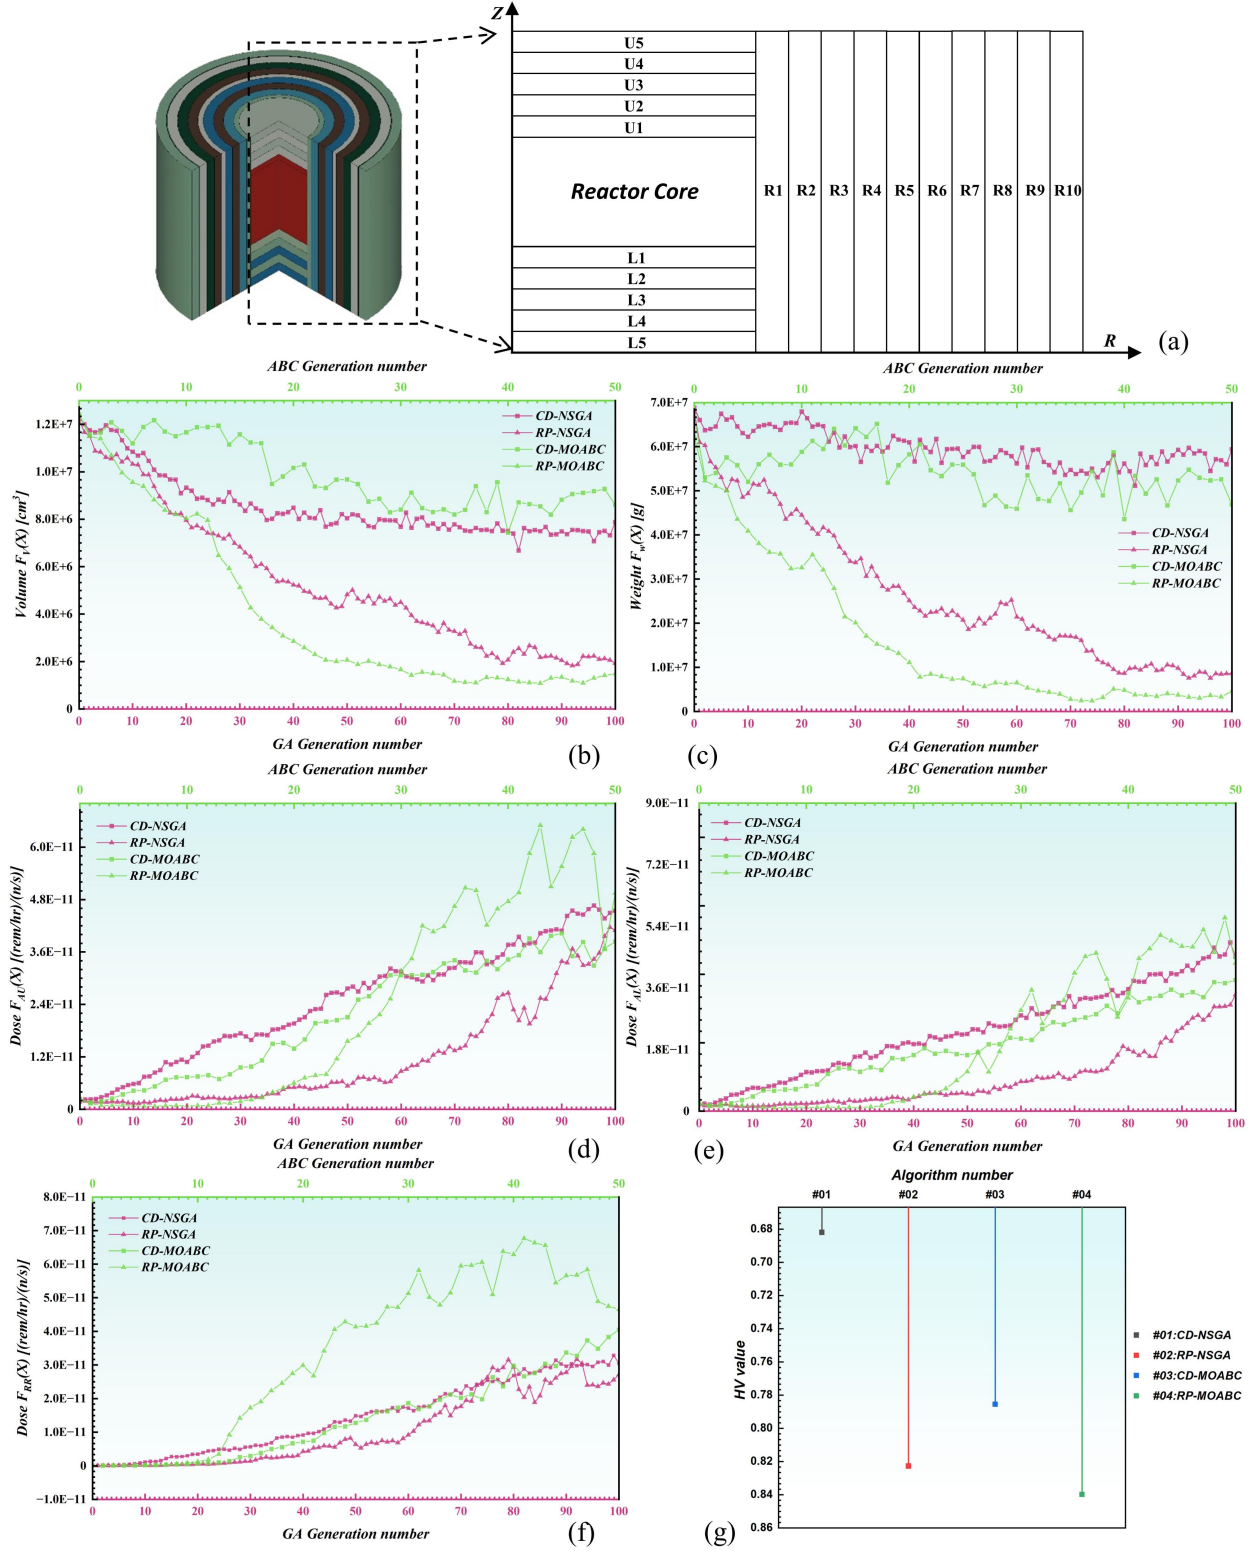 Z
U5
U4
U3
U2
U1
Reactor Core
R1 R2 R3 R4 R5 R6 R7 R8 R9 R10
L1
L2
L3
L4
L5
R
(a)
ABC Generation number
0 10 20 30 40 50
1.2E+7
1.0E+7
8.0E+6
6.0E+6
4.0E+6
2.0E+6
0
Volume F_V(X) [cm³]
CD-NSGA
RP-NSGA
CD-MOABC
RP-MOABC
0 10 20 30 40 50 60 70 80 90 100
GA Generation number
(b)
ABC Generation number
0 10 20 30 40 50
7.0E+7
6.0E+7
5.0E+7
4.0E+7
3.0E+7
2.0E+7
1.0E+7
0
Weight F_w(X) [g]
CD-NSGA
RP-NSGA
CD-MOABC
RP-MOABC
0 10 20 30 40 50 60 70 80 90 100
GA Generation number
(c)
ABC Generation number
0 10 20 30 40 50
6.0E-11
4.8E-11
3.6E-11
2.4E-11
1.2E-11
0
Dose F_AU(X) [(rem/hr)/(n/s)]
CD-NSGA
RP-NSGA
CD-MOABC
RP-MOABC
0 10 20 30 40 50 60 70 80 90 100
GA Generation number
(d)
ABC Generation number
0 10 20 30 40 50
9.0E-11
7.2E-11
5.4E-11
3.6E-11
1.8E-11
0
Dose F_AL(X) [(rem/hr)/(n/s)]
CD-NSGA
RP-NSGA
CD-MOABC
RP-MOABC
0 10 20 30 40 50 60 70 80 90 100
GA Generation number
(e)
ABC Generation number
0 10 20 30 40 50
8.0E-11
7.0E-11
6.0E-11
5.0E-11
4.0E-11
3.0E-11
2.0E-11
1.0E-11
0
-1.0E-11
Dose F_RR(X) [(rem/hr)/(n/s)]
CD-NSGA
RP-NSGA
CD-MOABC
RP-MOABC
0 10 20 30 40 50 60 70 80 90 100
GA Generation number
(f)
Algorithm number
#01 #02 #03 #04
0.68
0.70
0.72
0.74
0.76
0.78
0.80
0.82
0.84
0.86
HV value
#01:CD-NSGA
#02:RP-NSGA
#03:CD-MOABC
#04:RP-MOABC
(g)